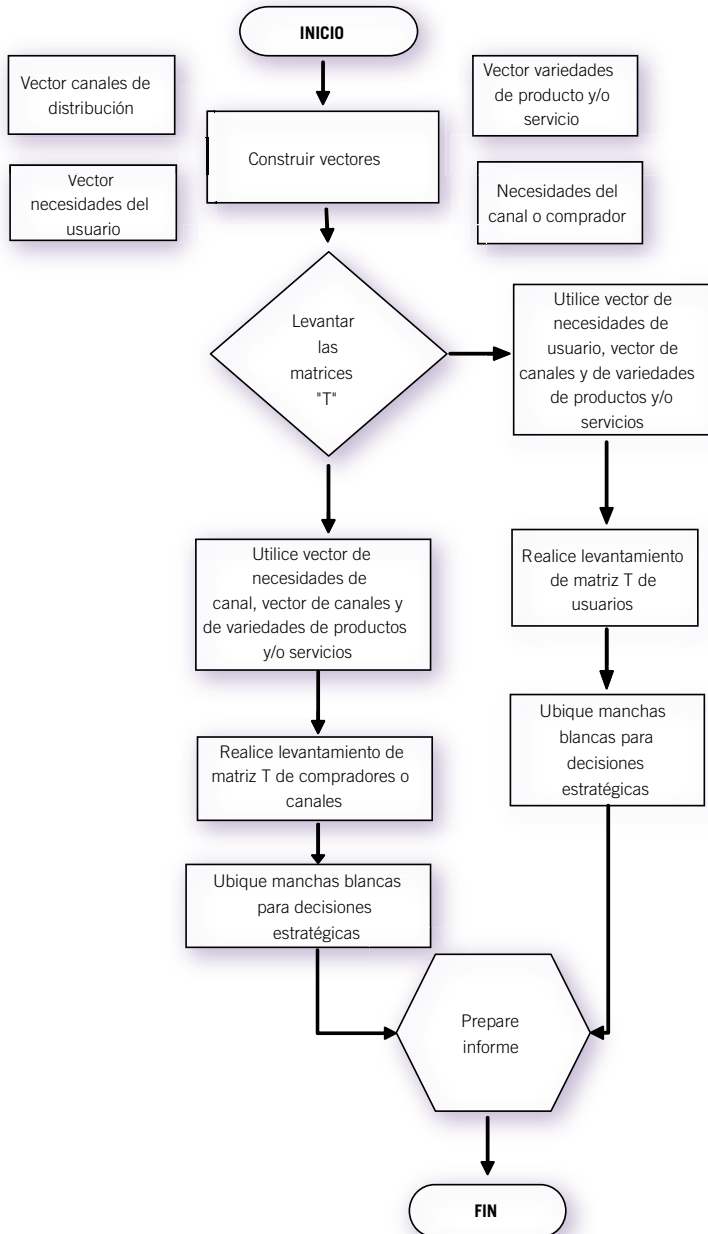 INICIO
Vector canales de
distribución
Vector variedades
de producto y/o
servicio
Construir vectores
Vector
necesidades del
usuario
Necesidades del
canal o comprador
Levantar
las
matrices
"T"
Utilice vector de
necesidades de
usuario, vector de
canales y de variedades
de productos y/o
servicios
Utilice vector de
necesidades de
canal, vector de canales y
de variedades de productos
y/o servicios
Realice levantamiento
de matriz T de
usuarios
Realice levantamiento de
matriz T de compradores o
canales
Ubique manchas
blancas para
decisiones
estratégicas
Ubique manchas blancas
para decisiones
estratégicas
Prepare
informe
FIN